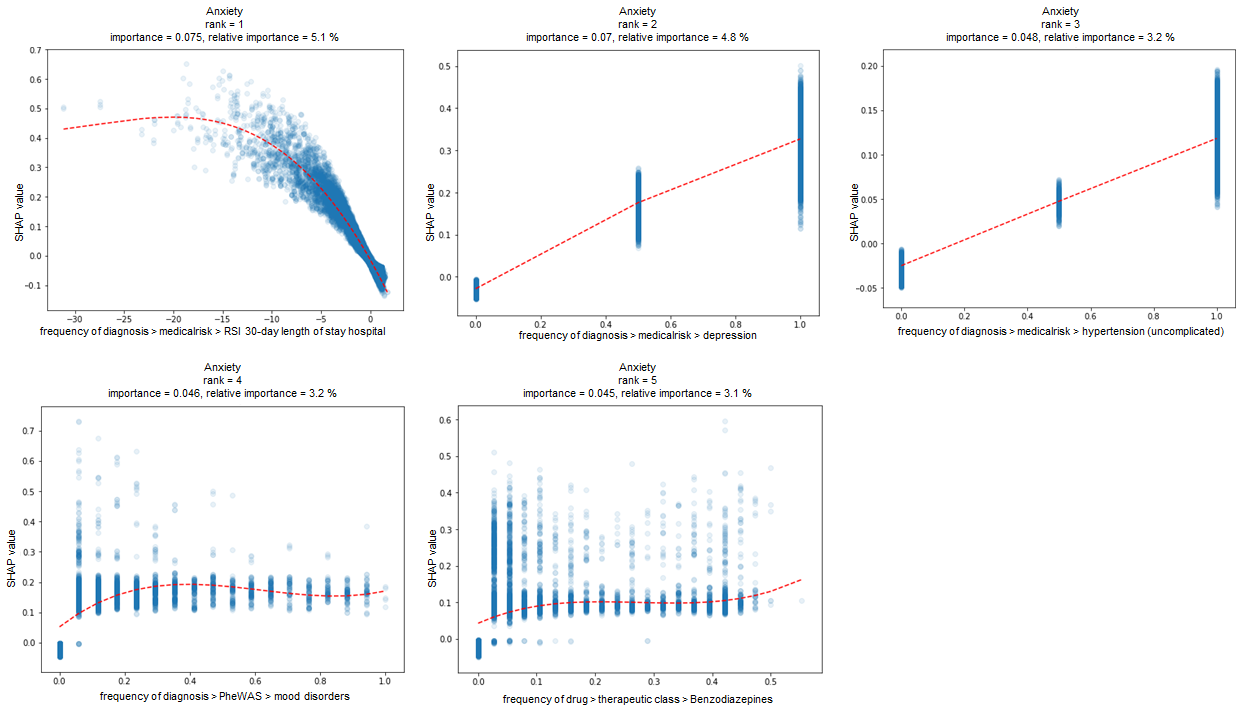 Anxiety
rank = 1
importance = 0.075, relative importance = 5.1 %
0.7
0.6
0.5
0.4
0.3
0.2
0.1
0.0
−0.1
SHAP value
−30
−25
−20
−15
−10
−5
0
frequency of diagnosis > medicalrisk > RSI 30-day length of stay hospital
Anxiety
rank = 2
importance = 0.07, relative importance = 4.8 %
0.5
0.4
0.3
0.2
0.1
0.0
SHAP value
0.0
0.2
0.4
0.6
0.8
1.0
frequency of diagnosis > medicalrisk > depression
Anxiety
rank = 3
importance = 0.048, relative importance = 3.2 %
0.20
0.15
0.10
0.05
0.00
−0.05
SHAP value
0.0
0.2
0.4
0.6
0.8
1.0
frequency of diagnosis > medicalrisk > hypertension (uncomplicated)
Anxiety
rank = 4
importance = 0.046, relative importance = 3.2 %
0.7
0.6
0.5
0.4
0.3
0.2
0.1
0.0
SHAP value
0.0
0.2
0.4
0.6
0.8
1.0
frequency of diagnosis > PheWAS > mood disorders
Anxiety
rank = 5
importance = 0.045, relative importance = 3.1 %
0.6
0.5
0.4
0.3
0.2
0.1
0.0
SHAP value
0.0
0.1
0.2
0.3
0.4
0.5
frequency of drug > therapeutic class > Benzodiazepines